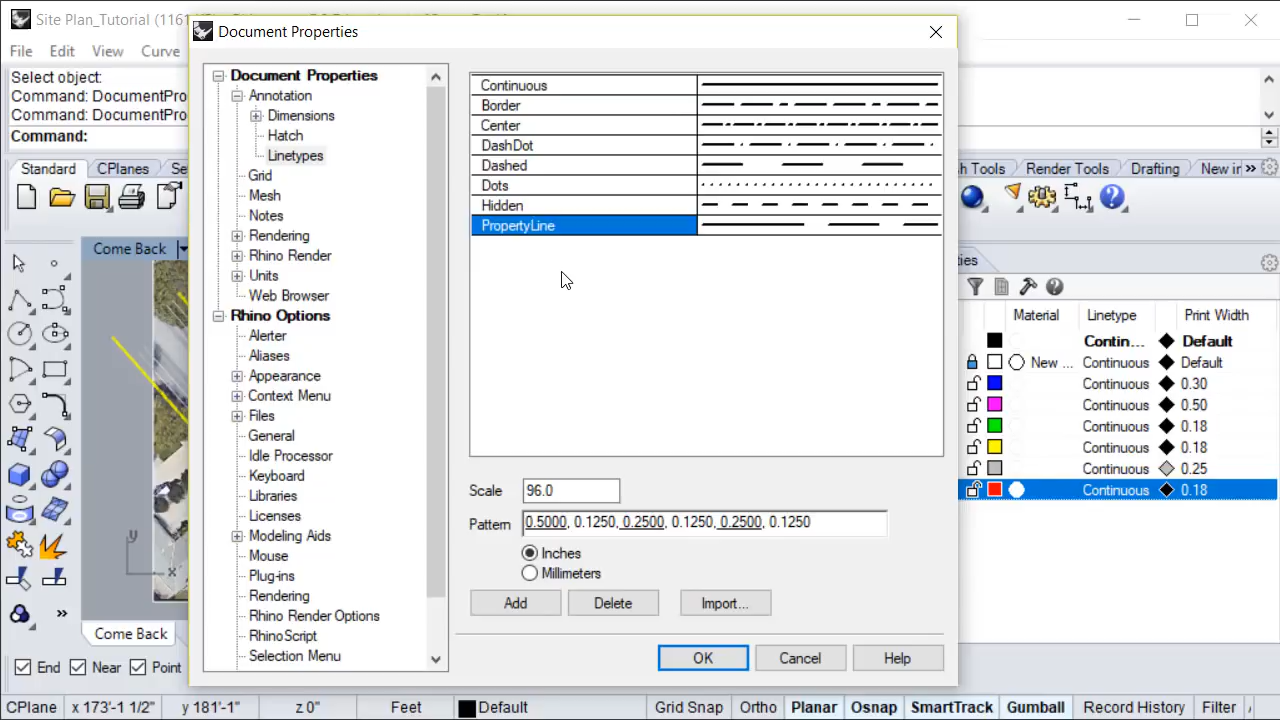 Site Plan_Tutorial (1161
Document Properties
File Edit View Curve
Select object:
Command: DocumentPro
Command: DocumentPro
Command:
Standard CPlanes Se
sh Tools Render Tools Drafting New in »
Come Back
Document Properties
Annotation
Dimensions
Hatch
Linetypes
Grid
Mesh
Notes
Rendering
Rhino Render
Units
Web Browser
Rhino Options
Alerter
Aliases
Appearance
Context Menu
Files
General
Idle Processor
Keyboard
Libraries
Licenses
Modeling Aids
Mouse
Plug-ins
Rendering
Rhino Render Options
RhinoScript
Selection Menu
Continuous
Border
Center
DashDot
Dashed
Dots
Hidden
PropertyLine
Scale 96.0
Pattern 0.5000, 0.1250, 0.2500, 0.1250, 0.2500, 0.1250
Inches
Millimeters
Add Delete Import...
OK Cancel Help
ies
Material Linetype Print Width
Contin... Default
New ... Continuous Default
Continuous 0.30
Continuous 0.50
Continuous 0.18
Continuous 0.18
Continuous 0.25
Continuous 0.18
y
x
»
Come Back
End Near Point
CPlane x 173'-1 1/2" y 181'-1" z 0" Feet Default Grid Snap Ortho Planar Osnap SmartTrack Gumball Record History Filter